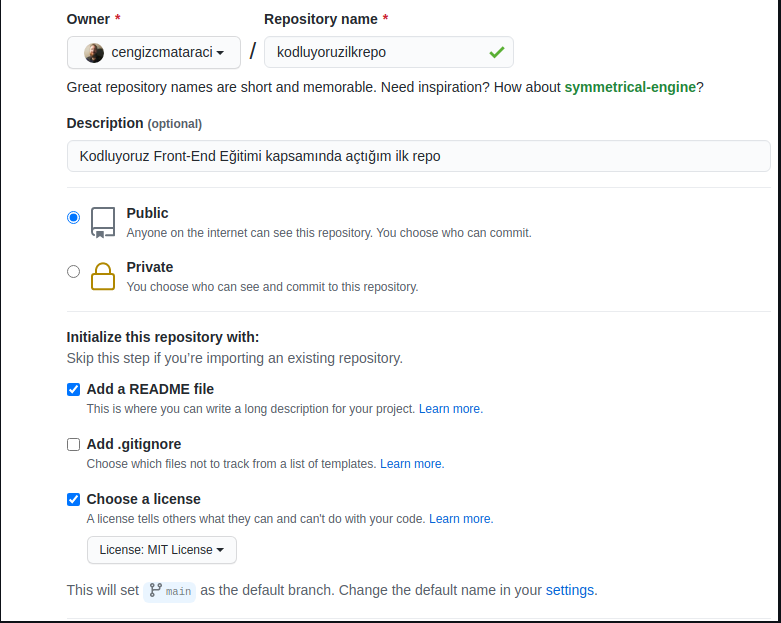 Owner * Repository name *
cengizcmataraci / kodluyoruzilkrepo
Great repository names are short and memorable. Need inspiration? How about symmetrical-engine?
Description (optional)
Kodluyoruz Front-End Eğitimi kapsamında açtığım ilk repo
Public
Anyone on the internet can see this repository. You choose who can commit.
Private
You choose who can see and commit to this repository.
Initialize this repository with:
Skip this step if you’re importing an existing repository.
Add a README file
This is where you can write a long description for your project. Learn more.
Add .gitignore
Choose which files not to track from a list of templates. Learn more.
Choose a license
A license tells others what they can and can't do with your code. Learn more.
License: MIT License
This will set main as the default branch. Change the default name in your settings.